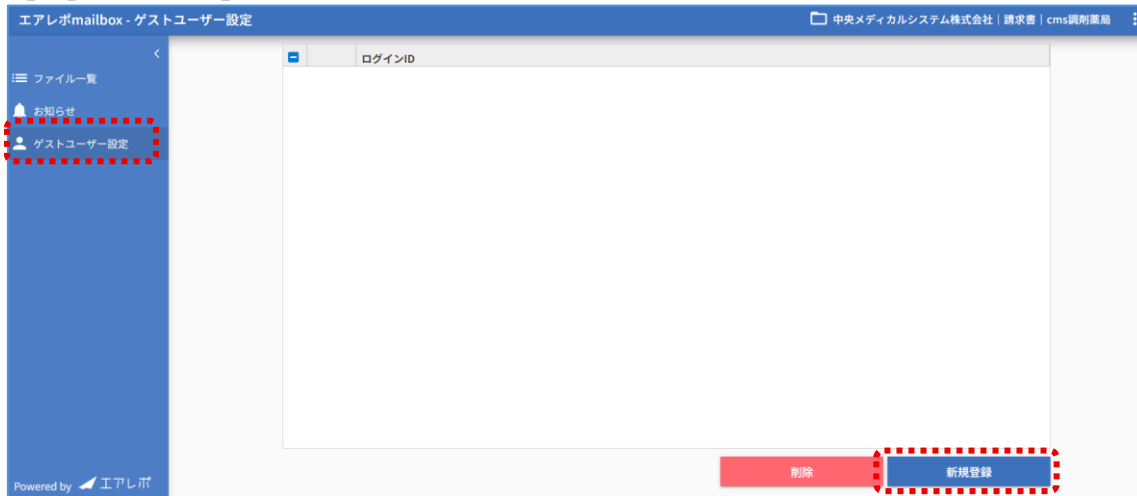 エアレポmailbox - ゲストユーザー設定
中央メディカルシステム株式会社｜請求書｜cms調剤薬局
ファイル一覧
お知らせ
ゲストユーザー設定
ログインID
削除
新規登録
Powered by エアレポ